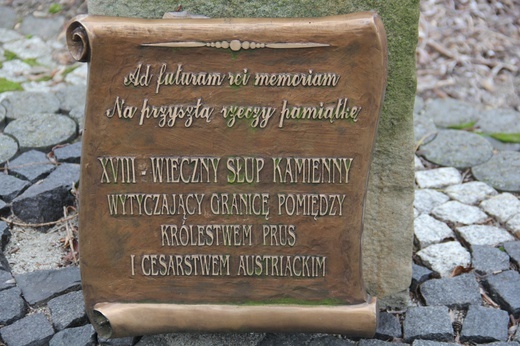 Ad futuram rei memoriam
Na przyszłą rzeczy pamiątkę
XVIII - WIECZNY SŁUP KAMIENNY
WYTYCZAJĄCY GRANICĘ POMIĘDZY
KRÓLESTWEM PRUS
I CESARSTWEM AUSTRIACKIM